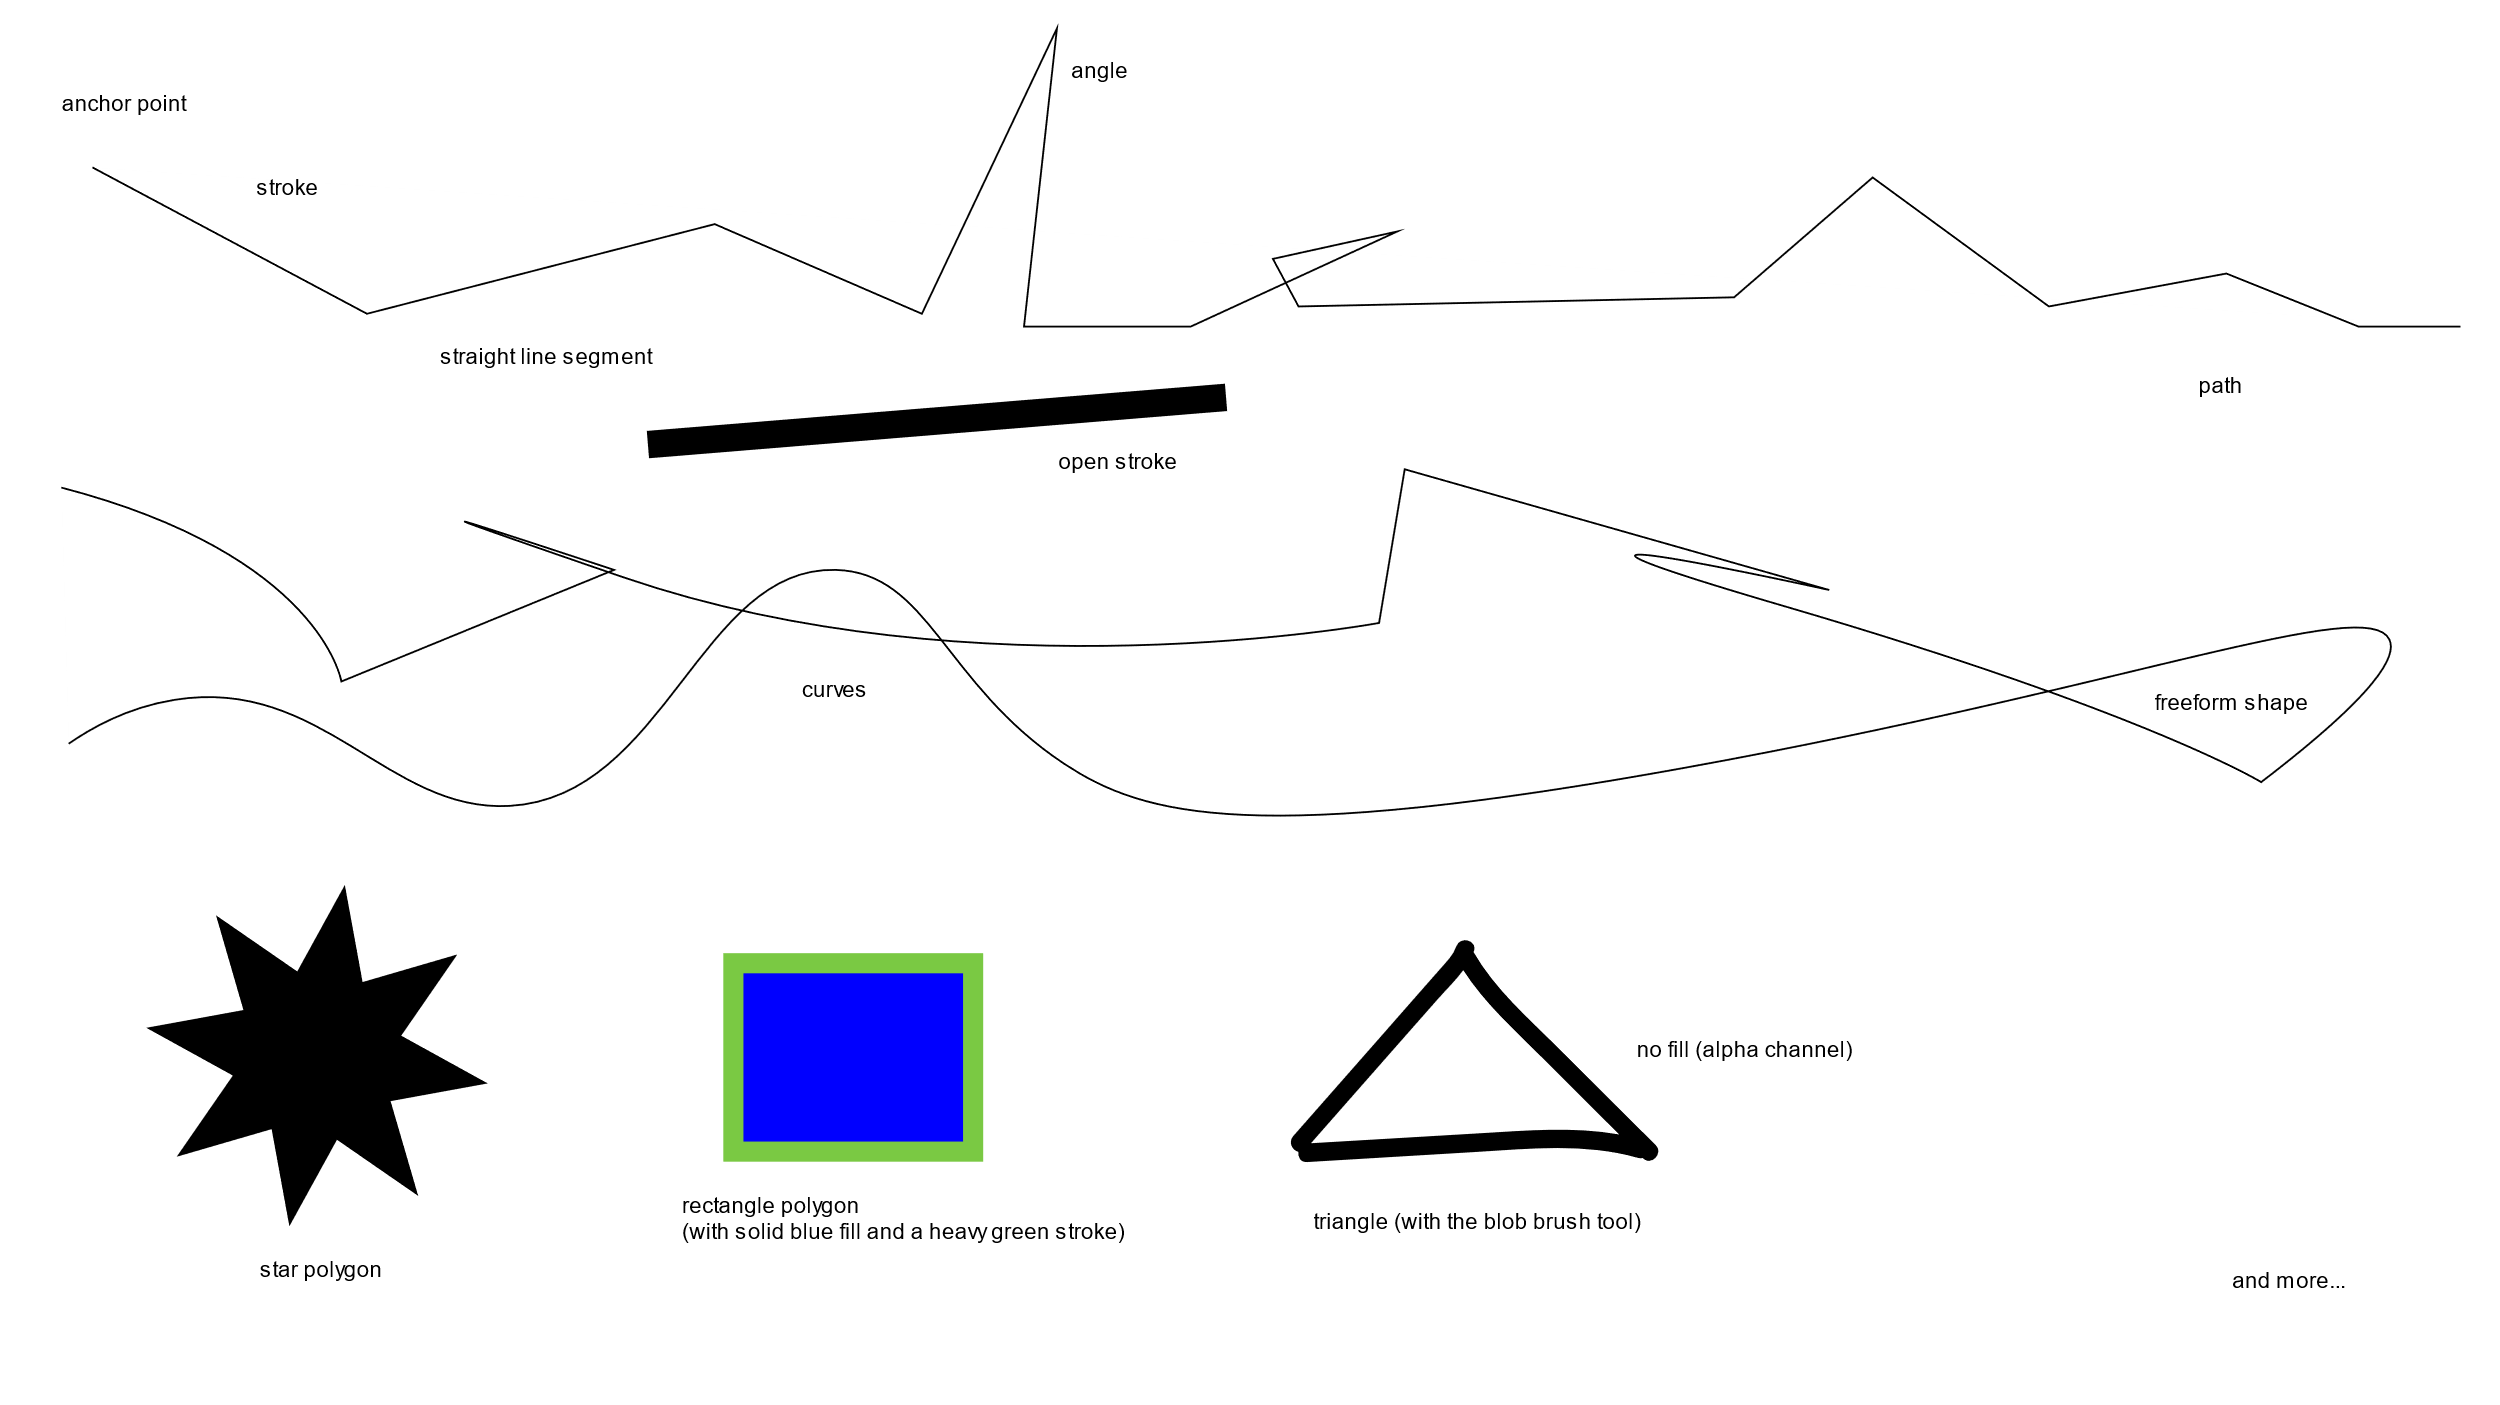 angle
anchor point
stroke
straight line segment
path
open stroke
curves
freeform shape
no fill (alpha channel)
rectangle polygon
(with solid blue fill and a heavy green stroke)
triangle (with the blob brush tool)
star polygon
and more...